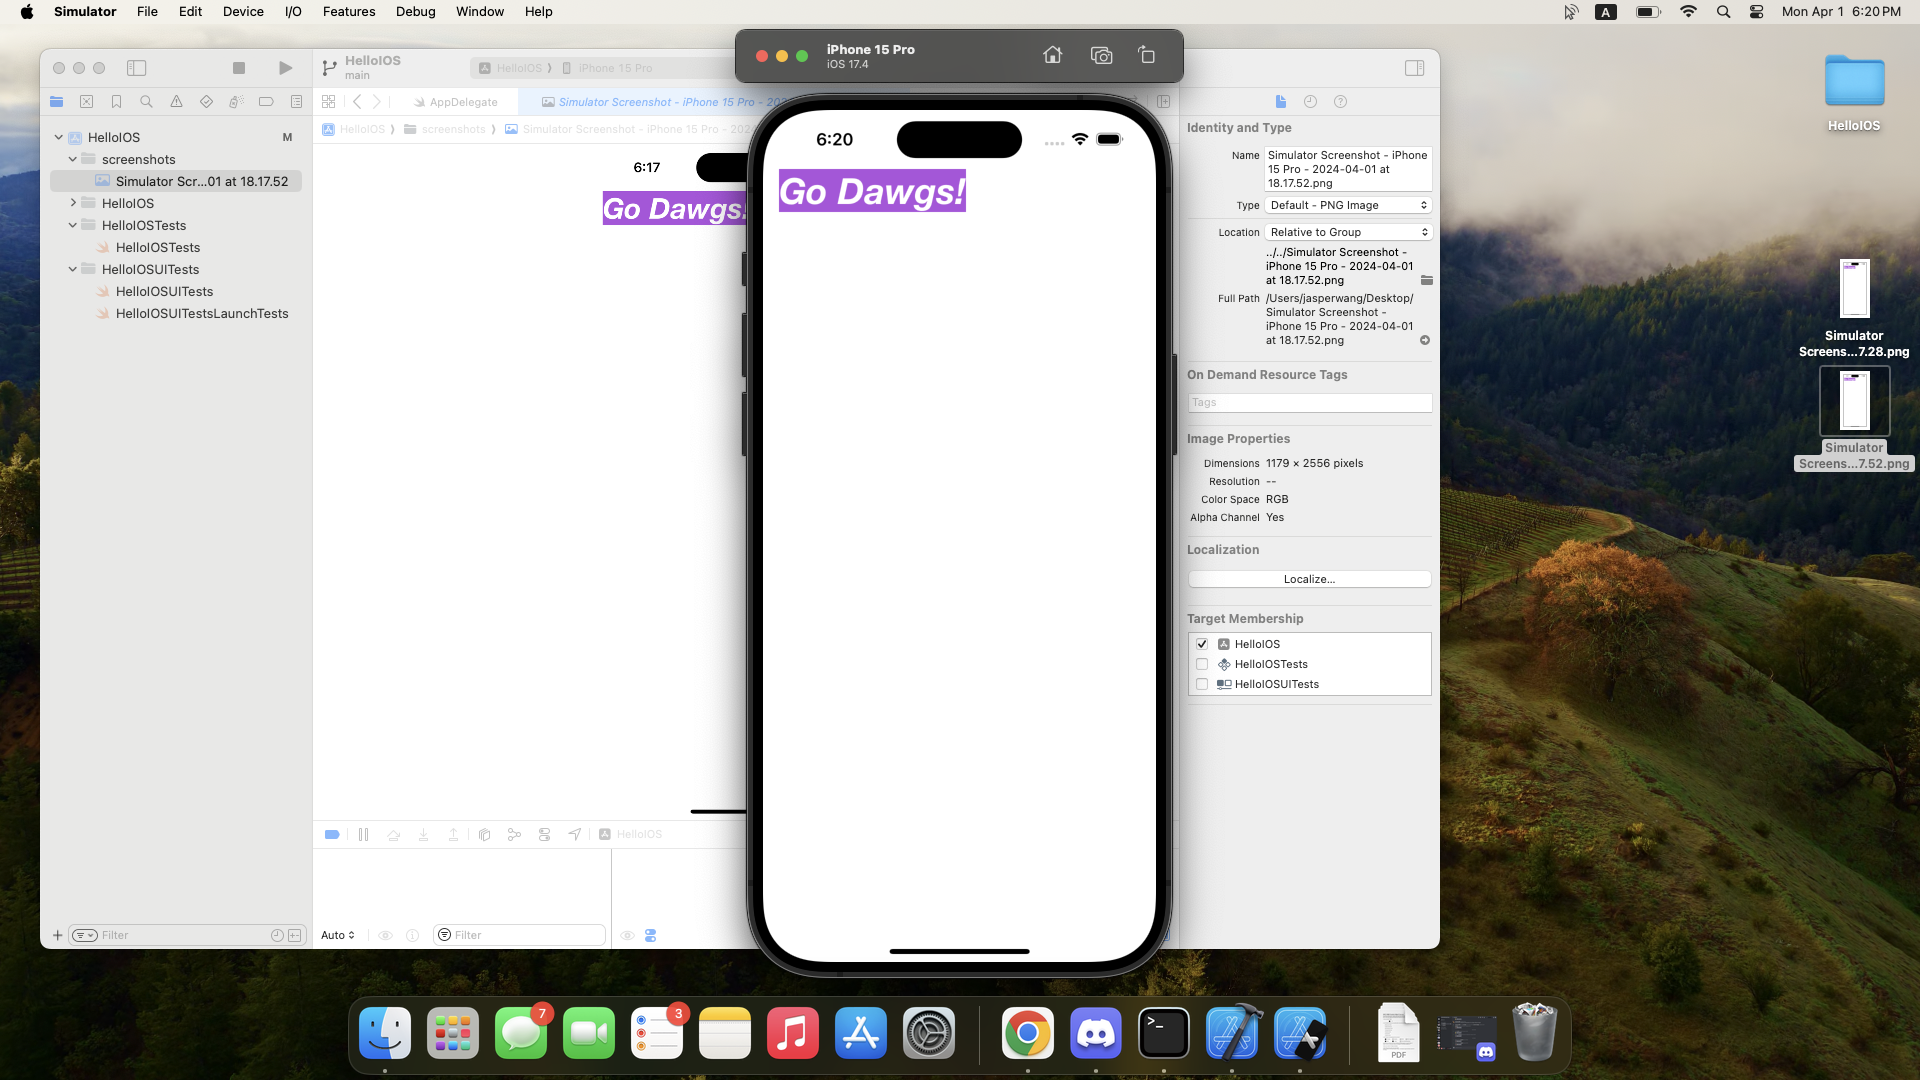 Simulator File Edit Device I/O Features Debug Window Help
A
Mon Apr 1 6:20 PM
HelloIOS
main
HelloIOS
iPhone 15 Pro
iPhone 15 Pro
iOS 17.4
AppDelegate
Simulator Screenshot - iPhone 15 Pro - 202
HelloIOS
screenshots
Simulator Screenshot - iPhone 15 Pro - 2024
HelloIOS
M
screenshots
Simulator Scr...01 at 18.17.52
HelloIOS
HelloIOSTests
HelloIOSTests
HelloIOSUITests
HelloIOSUITests
HelloIOSUITestsLaunchTests
Filter
6:17
Go Dawgs!
HelloIOS
Auto
Filter
6:20
Go Dawgs!
Identity and Type
Name Simulator Screenshot - iPhone
15 Pro - 2024-04-01 at
18.17.52.png
Type Default - PNG Image
Location Relative to Group
../../Simulator Screenshot -
iPhone 15 Pro - 2024-04-01
at 18.17.52.png
Full Path /Users/jasperwang/Desktop/
Simulator Screenshot -
iPhone 15 Pro - 2024-04-01
at 18.17.52.png
On Demand Resource Tags
Tags
Image Properties
Dimensions 1179 × 2556 pixels
Resolution --
Color Space RGB
Alpha Channel Yes
Localization
Localize...
Target Membership
HelloIOS
HelloIOSTests
HelloIOSUITests
HelloIOS
Simulator
Screens...7.28.png
Simulator
Screens...7.52.png
7
3
>_
PDF